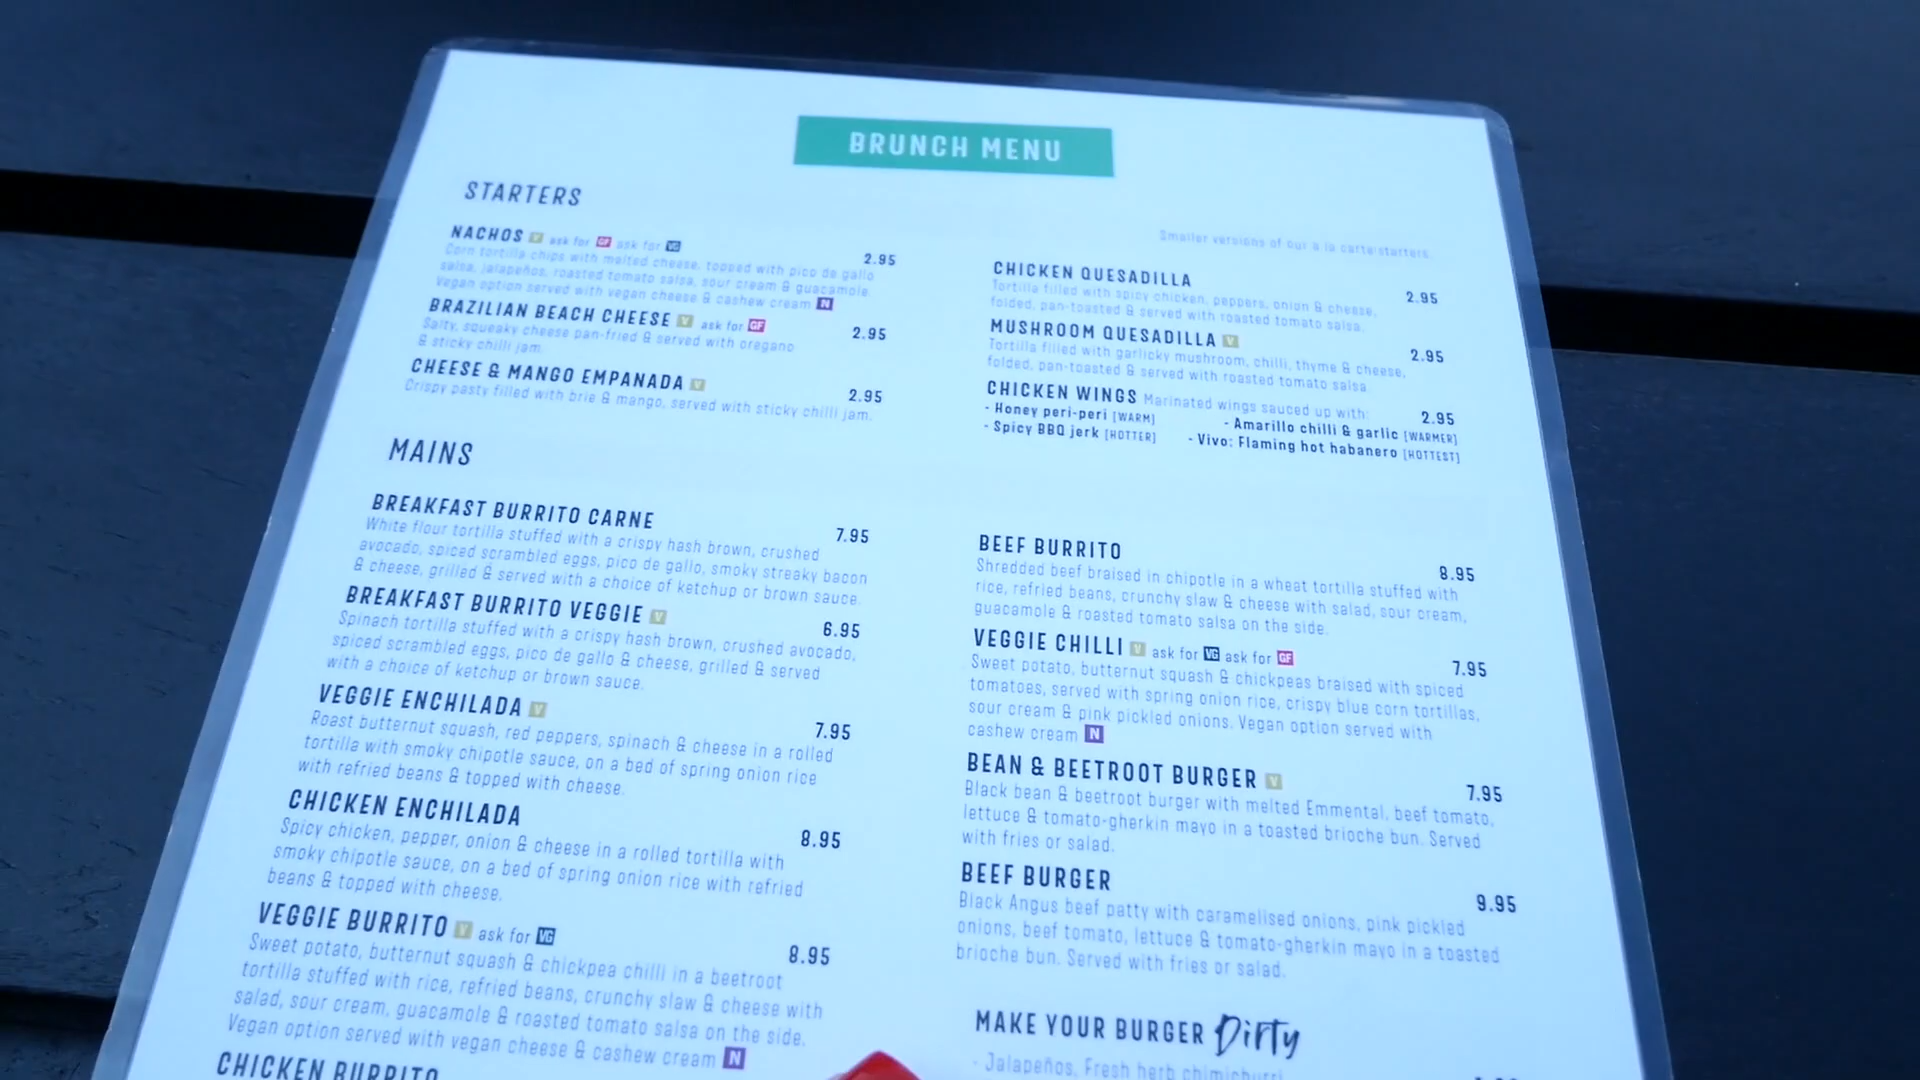 BRUNCH MENU
STARTERS
NACHOS V ask for GF ask for VG
2.95
Corn tortilla chips with melted cheese, topped with pico de gallo
salsa, jalapeños, roasted tomato salsa, sour cream & guacamole.
Vegan option served with vegan cheese & cashew cream N
BRAZILIAN BEACH CHEESE V ask for GF
2.95
Salty, squeaky cheese pan-fried & served with oregano
& sticky chilli jam.
CHEESE & MANGO EMPANADA V
2.95
Crispy pasty filled with brie & mango, served with sticky chilli jam.
Smaller versions of our a la carte starters.
CHICKEN QUESADILLA
2.95
Tortilla filled with spicy chicken, peppers, onion & cheese,
folded, pan-toasted & served with roasted tomato salsa.
MUSHROOM QUESADILLA V
2.95
Tortilla filled with garlicky mushroom, chilli, thyme & cheese,
folded, pan-toasted & served with roasted tomato salsa.
CHICKEN WINGS Marinated wings sauced up with:
2.95
- Honey peri-peri [WARM] - Amarillo chilli & garlic [WARMER]
- Spicy BBQ jerk [HOTTER] - Vivo: Flaming hot habanero [HOTTEST]
MAINS
BREAKFAST BURRITO CARNE
7.95
White flour tortilla stuffed with a crispy hash brown, crushed
avocado, spiced scrambled eggs, pico de gallo, smoky streaky bacon
& cheese, grilled & served with a choice of ketchup or brown sauce.
BREAKFAST BURRITO VEGGIE V
6.95
Spinach tortilla stuffed with a crispy hash brown, crushed avocado,
spiced scrambled eggs, pico de gallo & cheese, grilled & served
with a choice of ketchup or brown sauce.
VEGGIE ENCHILADA V
7.95
Roast butternut squash, red peppers, spinach & cheese in a rolled
tortilla with smoky chipotle sauce, on a bed of spring onion rice
with refried beans & topped with cheese.
CHICKEN ENCHILADA
8.95
Spicy chicken, pepper, onion & cheese in a rolled tortilla with
smoky chipotle sauce, on a bed of spring onion rice with refried
beans & topped with cheese.
VEGGIE BURRITO V ask for VG
8.95
Sweet potato, butternut squash & chickpea chilli in a beetroot
tortilla stuffed with rice, refried beans, crunchy slaw & cheese with
salad, sour cream, guacamole & roasted tomato salsa on the side.
Vegan option served with vegan cheese & cashew cream N
CHICKEN BURRITO
BEEF BURRITO
8.95
Shredded beef braised in chipotle in a wheat tortilla stuffed with
rice, refried beans, crunchy slaw & cheese with salad, sour cream,
guacamole & roasted tomato salsa on the side.
VEGGIE CHILLI V ask for VG ask for GF
7.95
Sweet potato, butternut squash & chickpeas braised with spiced
tomatoes, served with spring onion rice, crispy blue corn tortillas,
sour cream & pink pickled onions. Vegan option served with
cashew cream N
BEAN & BEETROOT BURGER V
7.95
Black bean & beetroot burger with melted Emmental, beef tomato,
lettuce & tomato-gherkin mayo in a toasted brioche bun. Served
with fries or salad.
BEEF BURGER
9.95
Black Angus beef patty with caramelised onions, pink pickled
onions, beef tomato, lettuce & tomato-gherkin mayo in a toasted
brioche bun. Served with fries or salad.
MAKE YOUR BURGER Dirty
- Jalapeños, Fresh herb chimichurri